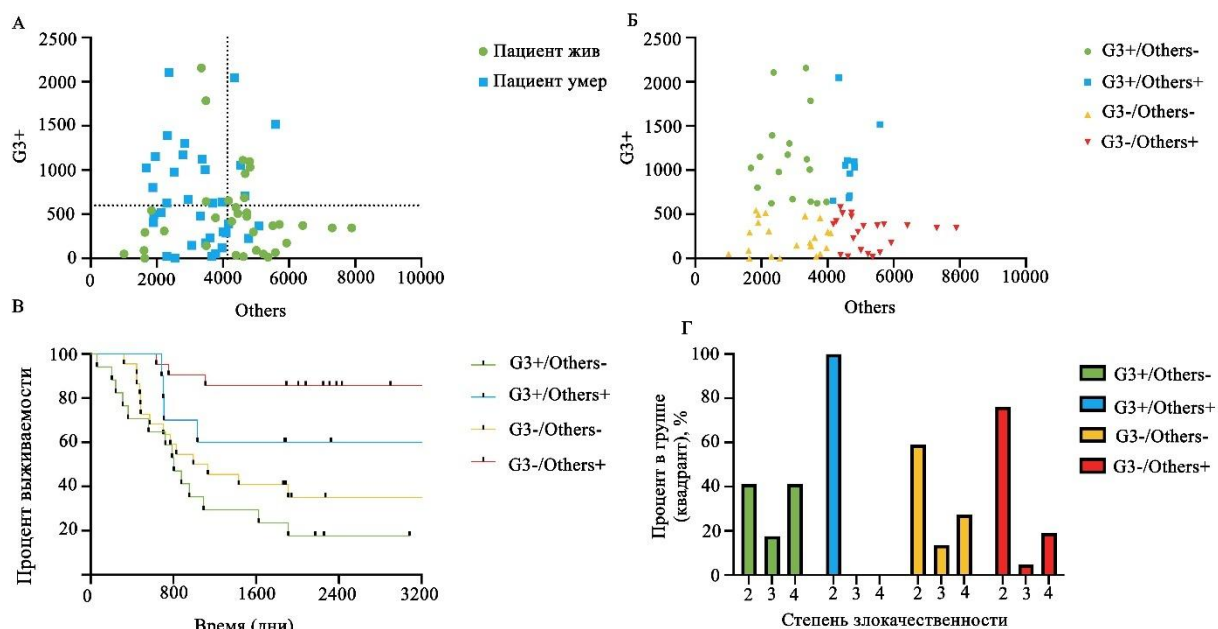 А
2500
2000
1500
1000
500
0
G3+
0
2000
4000
6000
8000
10000
Others
Пациент жив
Пациент умер
Б
2500
2000
1500
1000
500
0
G3+
0
2000
4000
6000
8000
10000
Others
G3+/Others-
G3+/Others+
G3-/Others-
G3-/Others+
В
100
80
60
40
20
Процент выживаемости
0
800
1600
2400
3200
Время (дни)
G3+/Others-
G3+/Others+
G3-/Others-
G3-/Others+
Г
100
80
60
40
20
0
Процент в группе
(квадрант), %
2 3 4 2 3 4 2 3 4 2 3 4
Степень злокачественности
G3+/Others-
G3+/Others+
G3-/Others-
G3-/Others+